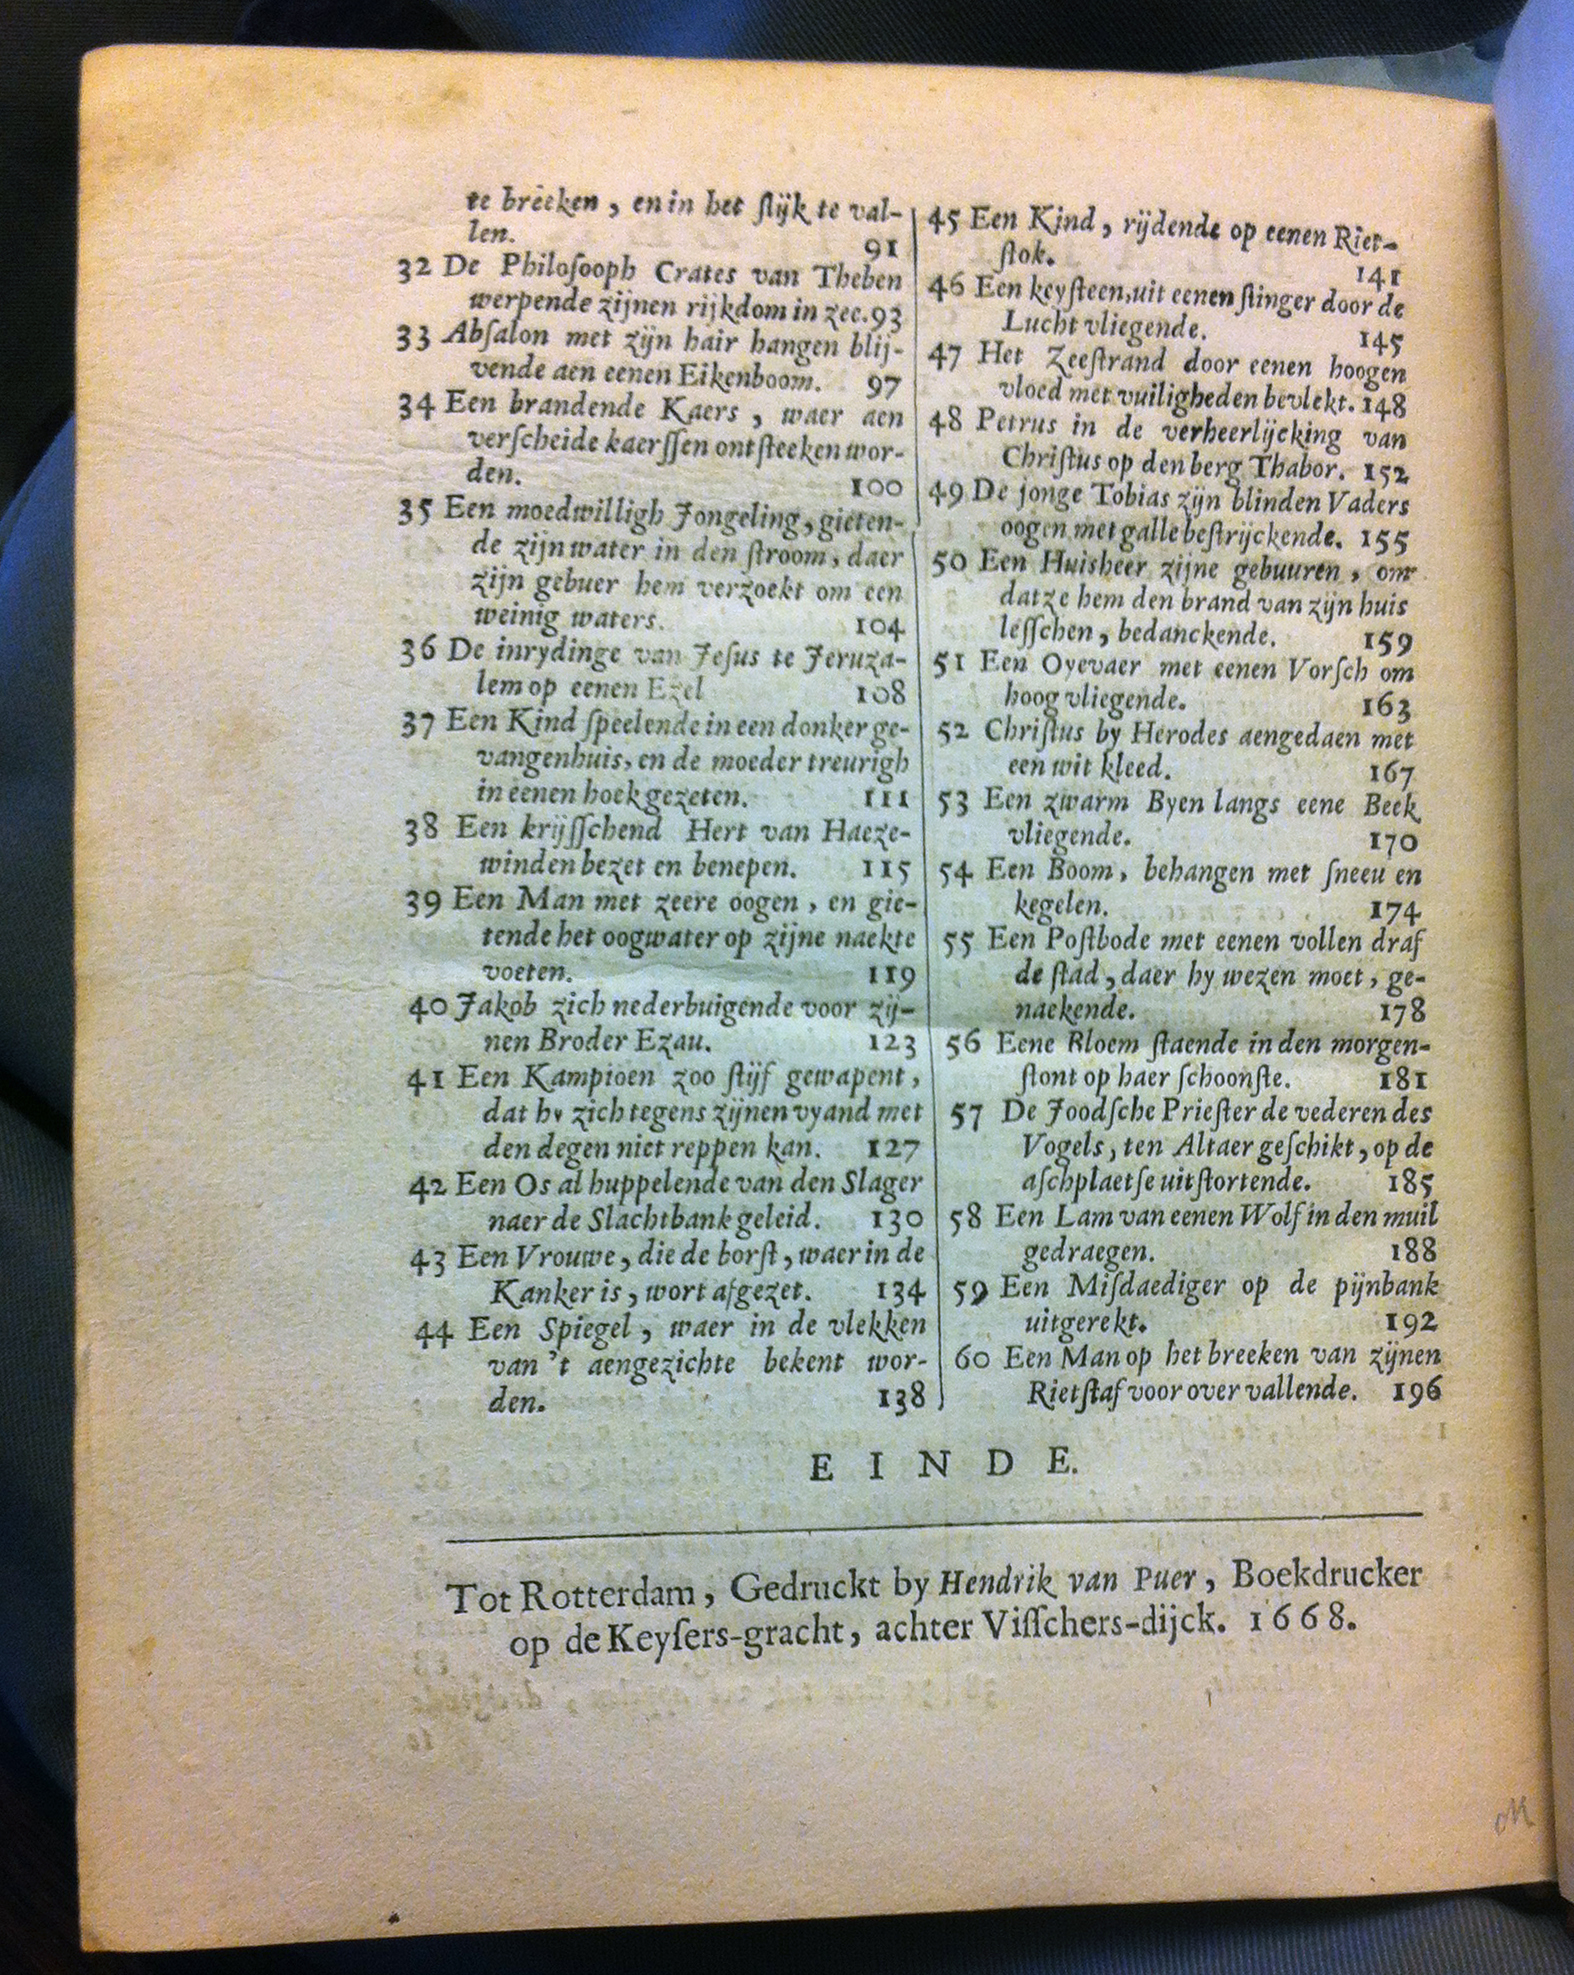 te breeken, en in het slijk te val-
len. 91
32 De Philosooph Crates van Theben
werpende zijnen rijkdom in zee. 93
33 Absalon met zijn hair hangen blij-
vende aen eenen Eikenboom. 97
34 Een brandende Kaers, waer aen
verscheide kaerssen ontsteeken wor-
den. 100
35 Een moedwilligh Jongeling, gieten-
de zijn water in den stroom, daer
zijn gebuer hem verzoekt om een
weinig waters. 104
36 De inrydinge van Jesus te Jeruza-
lem op eenen Ezel 108
37 Een Kind speelende in een donker ge-
vangenhuis, en de moeder treurigh
in eenen hoek gezeten. 111
38 Een krijsschend Hert van Haeze-
winden bezet en benepen. 115
39 Een Man met zeere oogen, en gie-
tende het oogwater op zijne naekte
voeten. 119
40 Jakob zich nederbuigende voor zij-
nen Broder Ezau. 123
41 Een Kampioen zoo stijf gewapent,
dat hy zich tegens zijnen vyand met
den degen niet reppen kan. 127
42 Een Os al huppelende van den Slager
naer de Slachtbank geleid. 130
43 Een Vrouwe, die de borst, waer in de
Kanker is, wort afgezet. 134
44 Een Spiegel, waer in de vlekken
van 't aengezichte bekent wor-
den. 138
45 Een Kind, rijdende op eenen Riet-
stok. 141
46 Een keysteen, uit eenen slinger door de
Lucht vliegende. 145
47 Het Zeestrand door eenen hoogen
vloed met vuiligheden bevlekt. 148
48 Petrus in de verheerlijcking van
Christus op den berg Thabor. 152
49 De jonge Tobias zijn blinden Vaders
oogen met galle bestrijckende. 155
50 Een Huisheer zijne gebuuren, om
datze hem den brand van zijn huis
lesschen, bedanckende. 159
51 Een Oyevaer met eenen Vorsch om
hoog vliegende. 163
52 Christus by Herodes aengedaen met
een wit kleed. 167
53 Een zwarm Byen langs eene Beek
vliegende. 170
54 Een Boom, behangen met sneeu en
kegelen. 174
55 Een Postbode met eenen vollen draf
de stad, daer hy wezen moet, ge-
naekende. 178
56 Eene Bloem staende in den morgen-
stont op haer schoonste. 181
57 De Joodsche Priester de vederen des
Vogels, ten Altaer geschikt, op de
aschplaetse uitstortende. 185
58 Een Lam van eenen Wolf in den muil
gedraegen. 188
59 Een Misdaediger op de pijnbank
uitgerekt. 192
60 Een Man op het breeken van zijnen
Rietstaf voor over vallende. 196
EINDE.
Tot Rotterdam, Gedruckt by Hendrik van Puer, Boekdrucker
op de Keysers-gracht, achter Visschers-dijck. 1668.